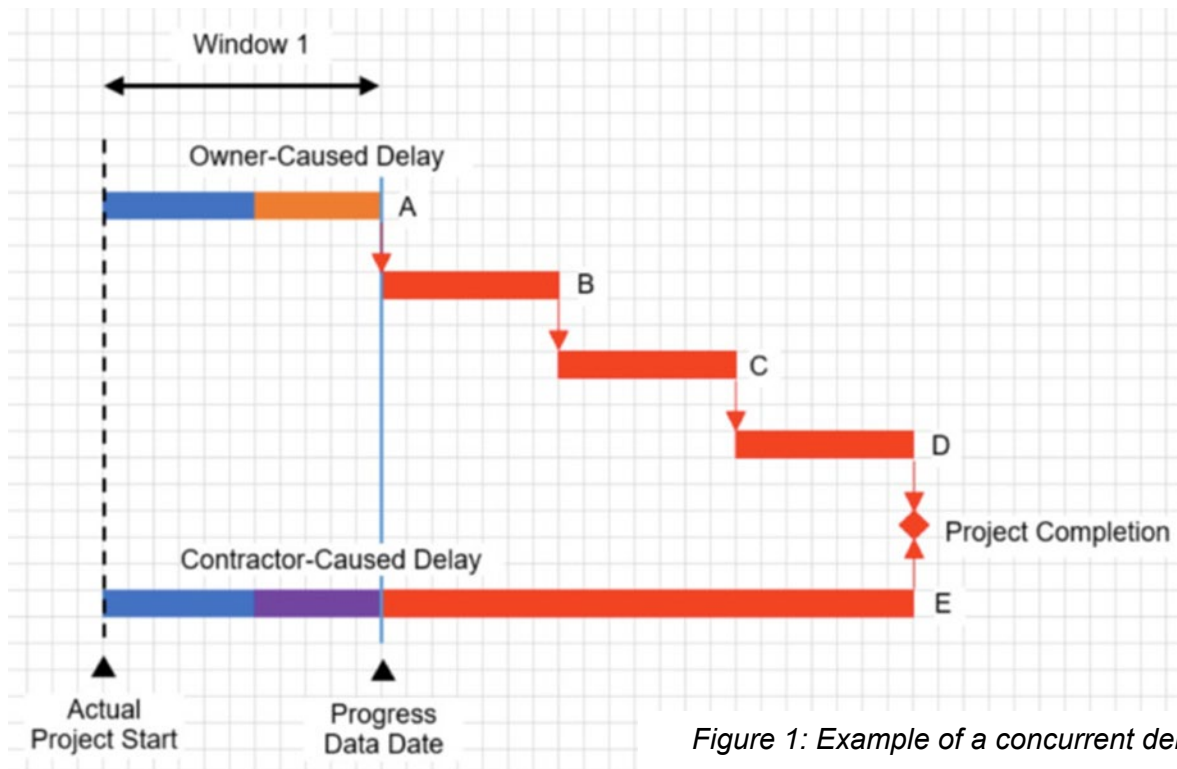 Window 1
Owner-Caused Delay
A
B
C
D
Project Completion
Contractor-Caused Delay
E
Actual
Project Start
Progress
Data Date
Figure 1: Example of a concurrent